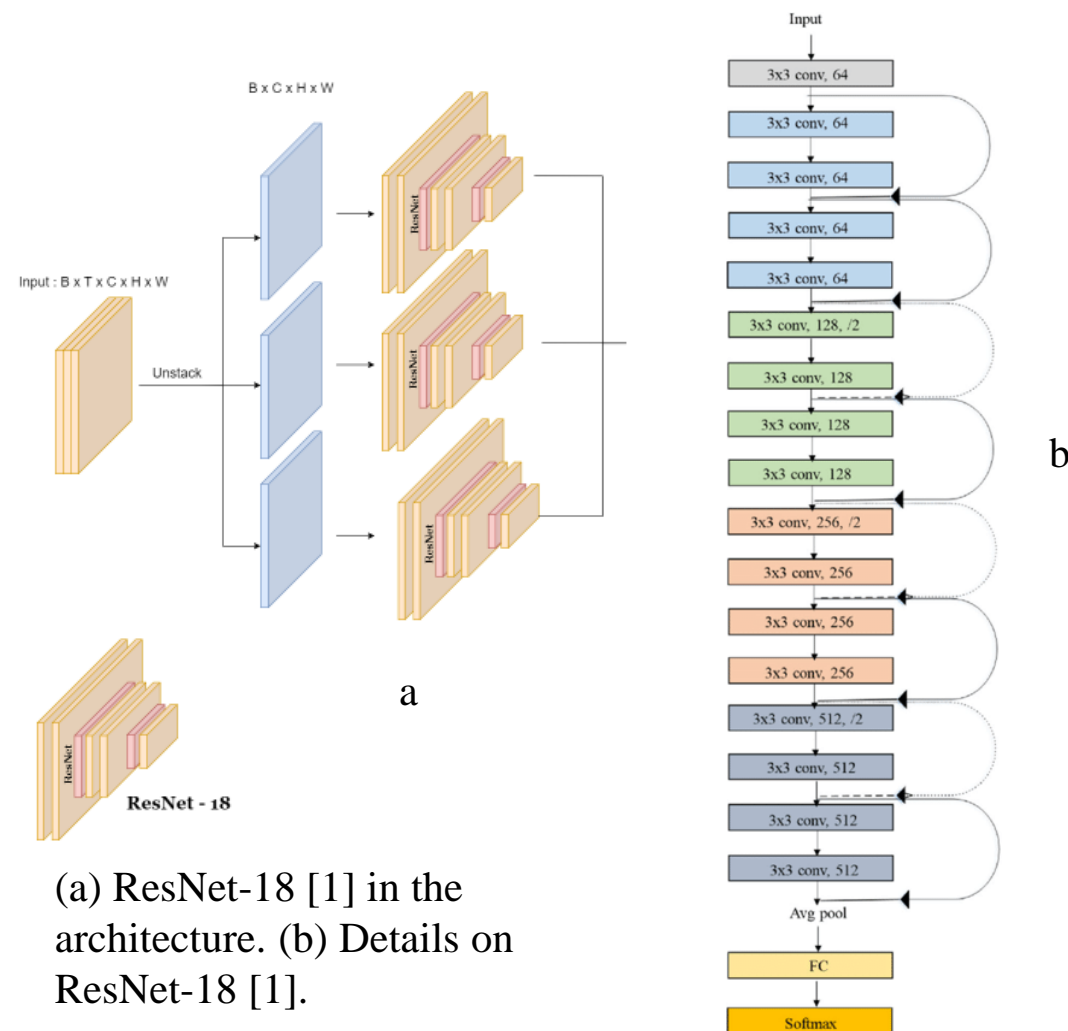 B x C x H x W
Input : B x T x C x H x W
Unstack
ResNet
ResNet
ResNet
ResNet
ResNet - 18
a
(a) ResNet-18 [1] in the
architecture. (b) Details on
ResNet-18 [1].
Input
3x3 conv, 64
3x3 conv, 64
3x3 conv, 64
3x3 conv, 64
3x3 conv, 64
3x3 conv, 128, /2
3x3 conv, 128
3x3 conv, 128
3x3 conv, 128
3x3 conv, 256, /2
3x3 conv, 256
3x3 conv, 256
3x3 conv, 256
3x3 conv, 512, /2
3x3 conv, 512
3x3 conv, 512
3x3 conv, 512
Avg pool
FC
Softmax
b